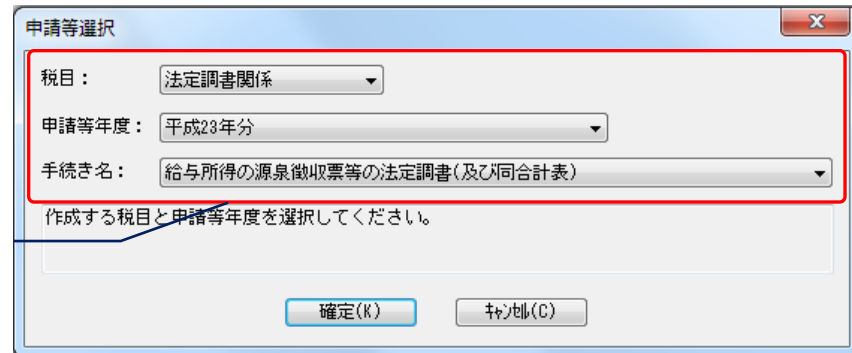 申請等選択
税目： 法定調書関係
申請等年度： 平成23年分
手続き名： 給与所得の源泉徴収票等の法定調書(及び同合計表)
作成する税目と申請等年度を選択してください。
確定(K) ｷｬﾝｾﾙ(C)